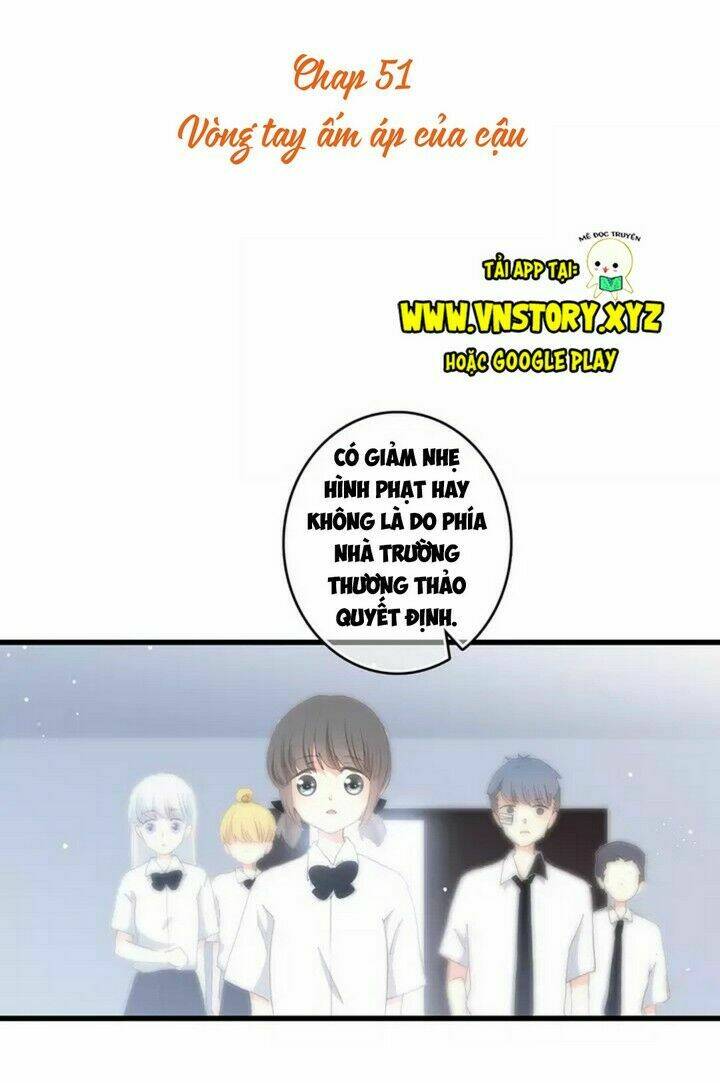 Chap 51
Vòng tay ấm áp của cậu
MÊ ĐỌC TRUYỆN
TẢI APP TẠI:
WWW.VNSTORY.XYZ
HOẶC GOOGLE PLAY
CÓ GIẢM NHẸ
HÌNH PHẠT HAY
KHÔNG LÀ DO PHÍA
NHÀ TRƯỜNG
THƯƠNG THẢO
QUYẾT ĐỊNH.